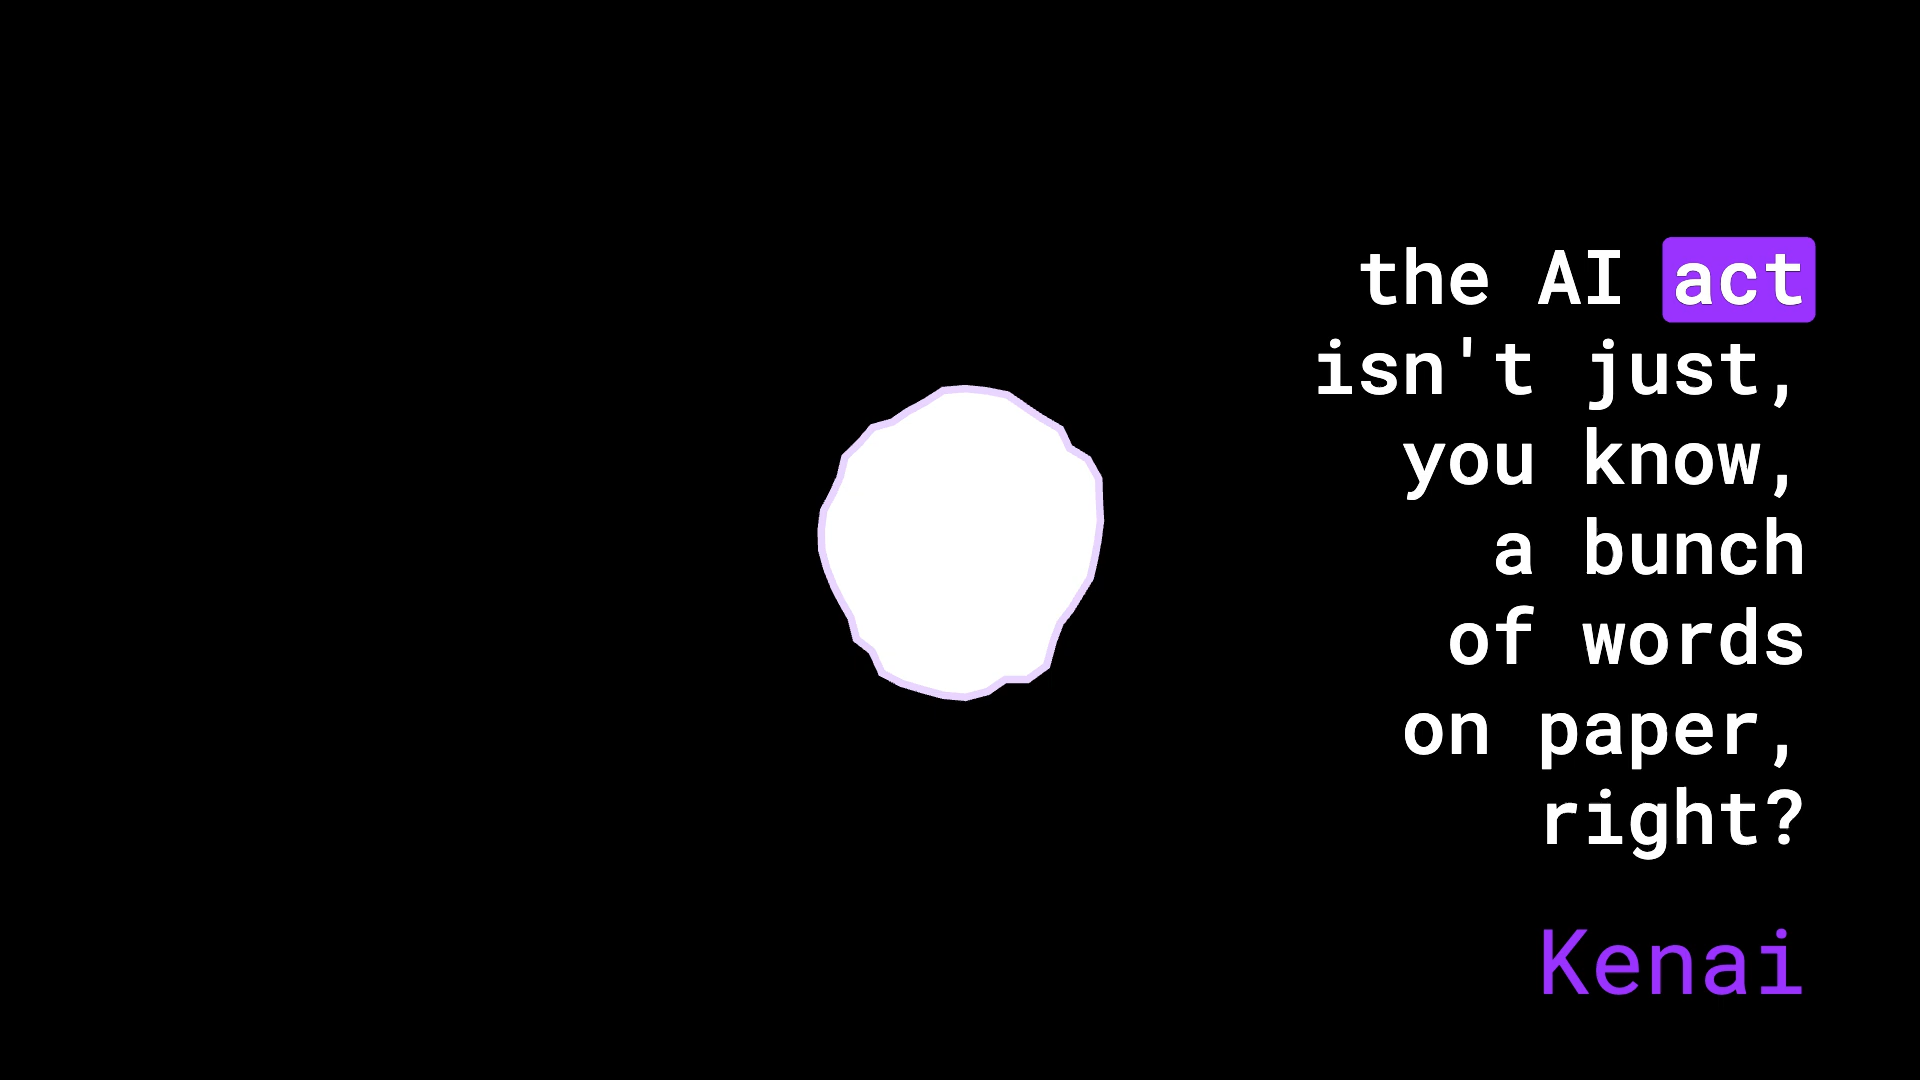 the AI act
isn't just,
you know,
a bunch
of words
on paper,
right?
Kenai